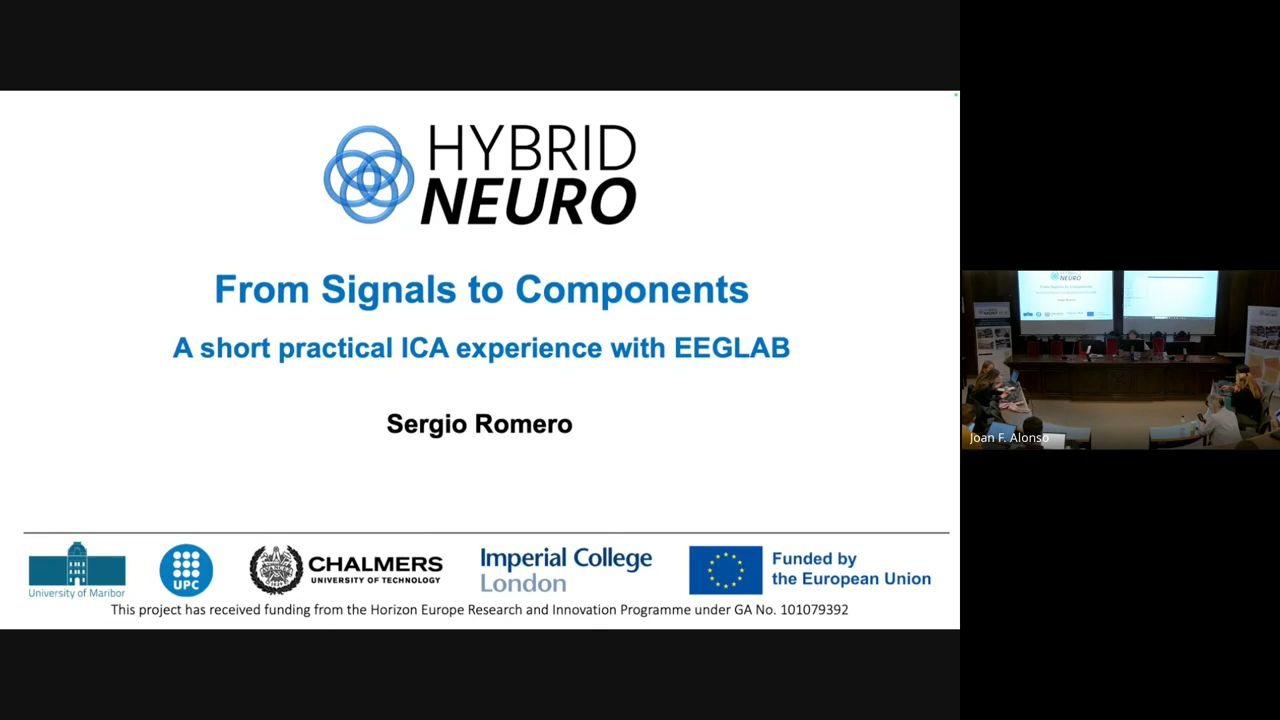 HYBRID
NEURO
From Signals to Components
A short practical ICA experience with EEGLAB
Sergio Romero
University of Maribor
UPC
CHALMERS
UNIVERSITY OF TECHNOLOGY
Imperial College
London
Funded by
the European Union
This project has received funding from the Horizon Europe Research and Innovation Programme under GA No. 101079392
NEURO
Joan F. Alonso